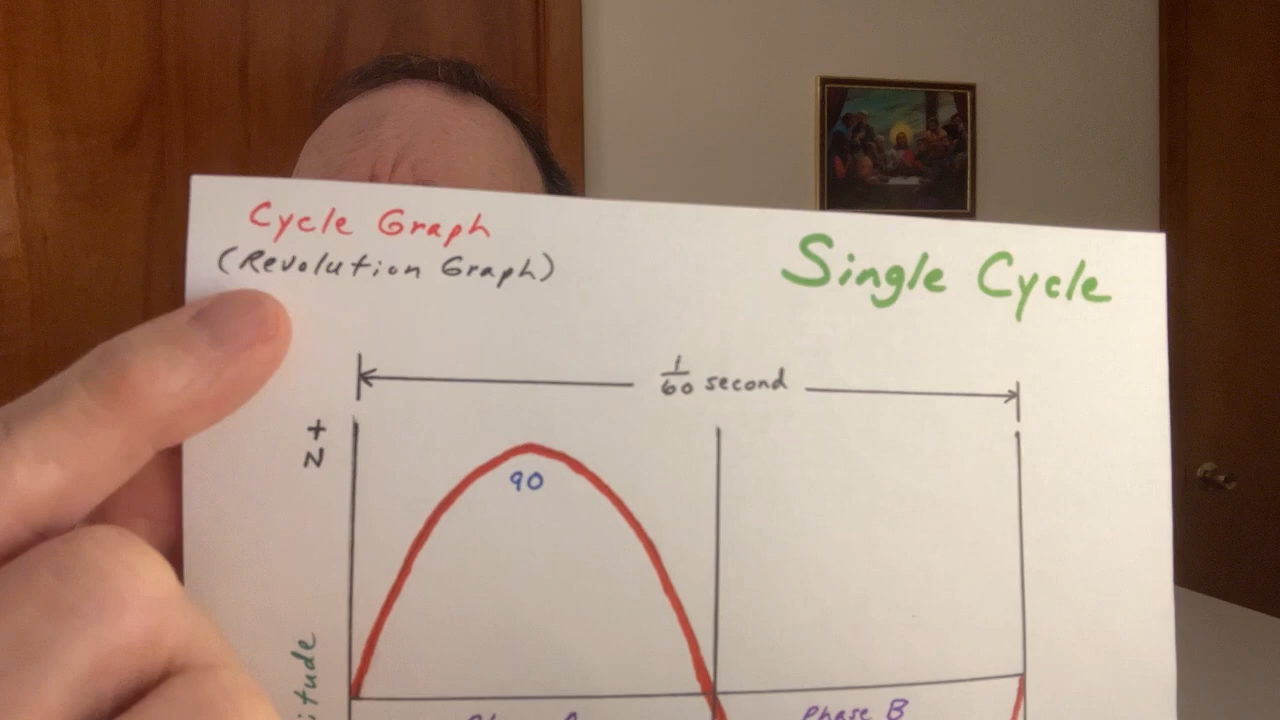 Cycle Graph
(Revolution Graph)
Single Cycle
1/60 second
N+
90
Phase B